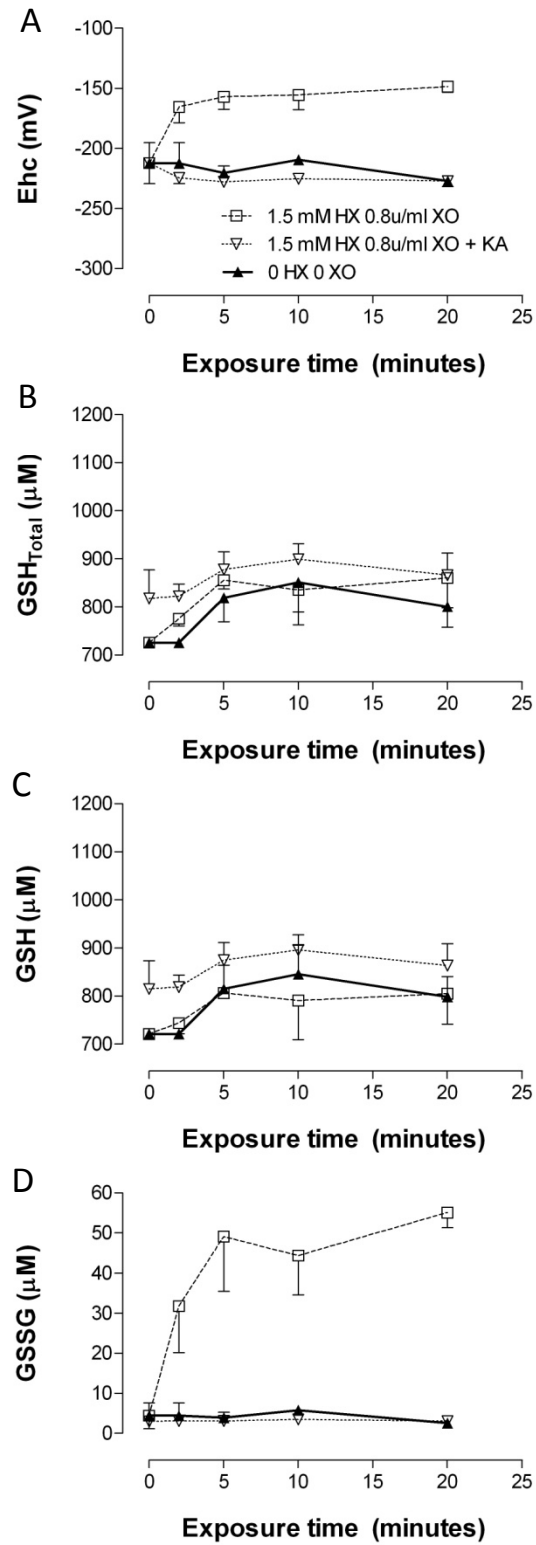 A
-100
-150
-200
-250
-300
Ehc (mV)
1.5 mM HX 0.8u/ml XO
1.5 mM HX 0.8u/ml XO + KA
0 HX 0 XO
0 5 10 15 20 25
Exposure time (minutes)
B
1200
1100
1000
900
800
700
GSHTotal (µM)
0 5 10 15 20 25
Exposure time (minutes)
C
1200
1100
1000
900
800
700
GSH (µM)
0 5 10 15 20 25
Exposure time (minutes)
D
60
50
40
30
20
10
0
GSSG (µM)
0 5 10 15 20 25
Exposure time (minutes)